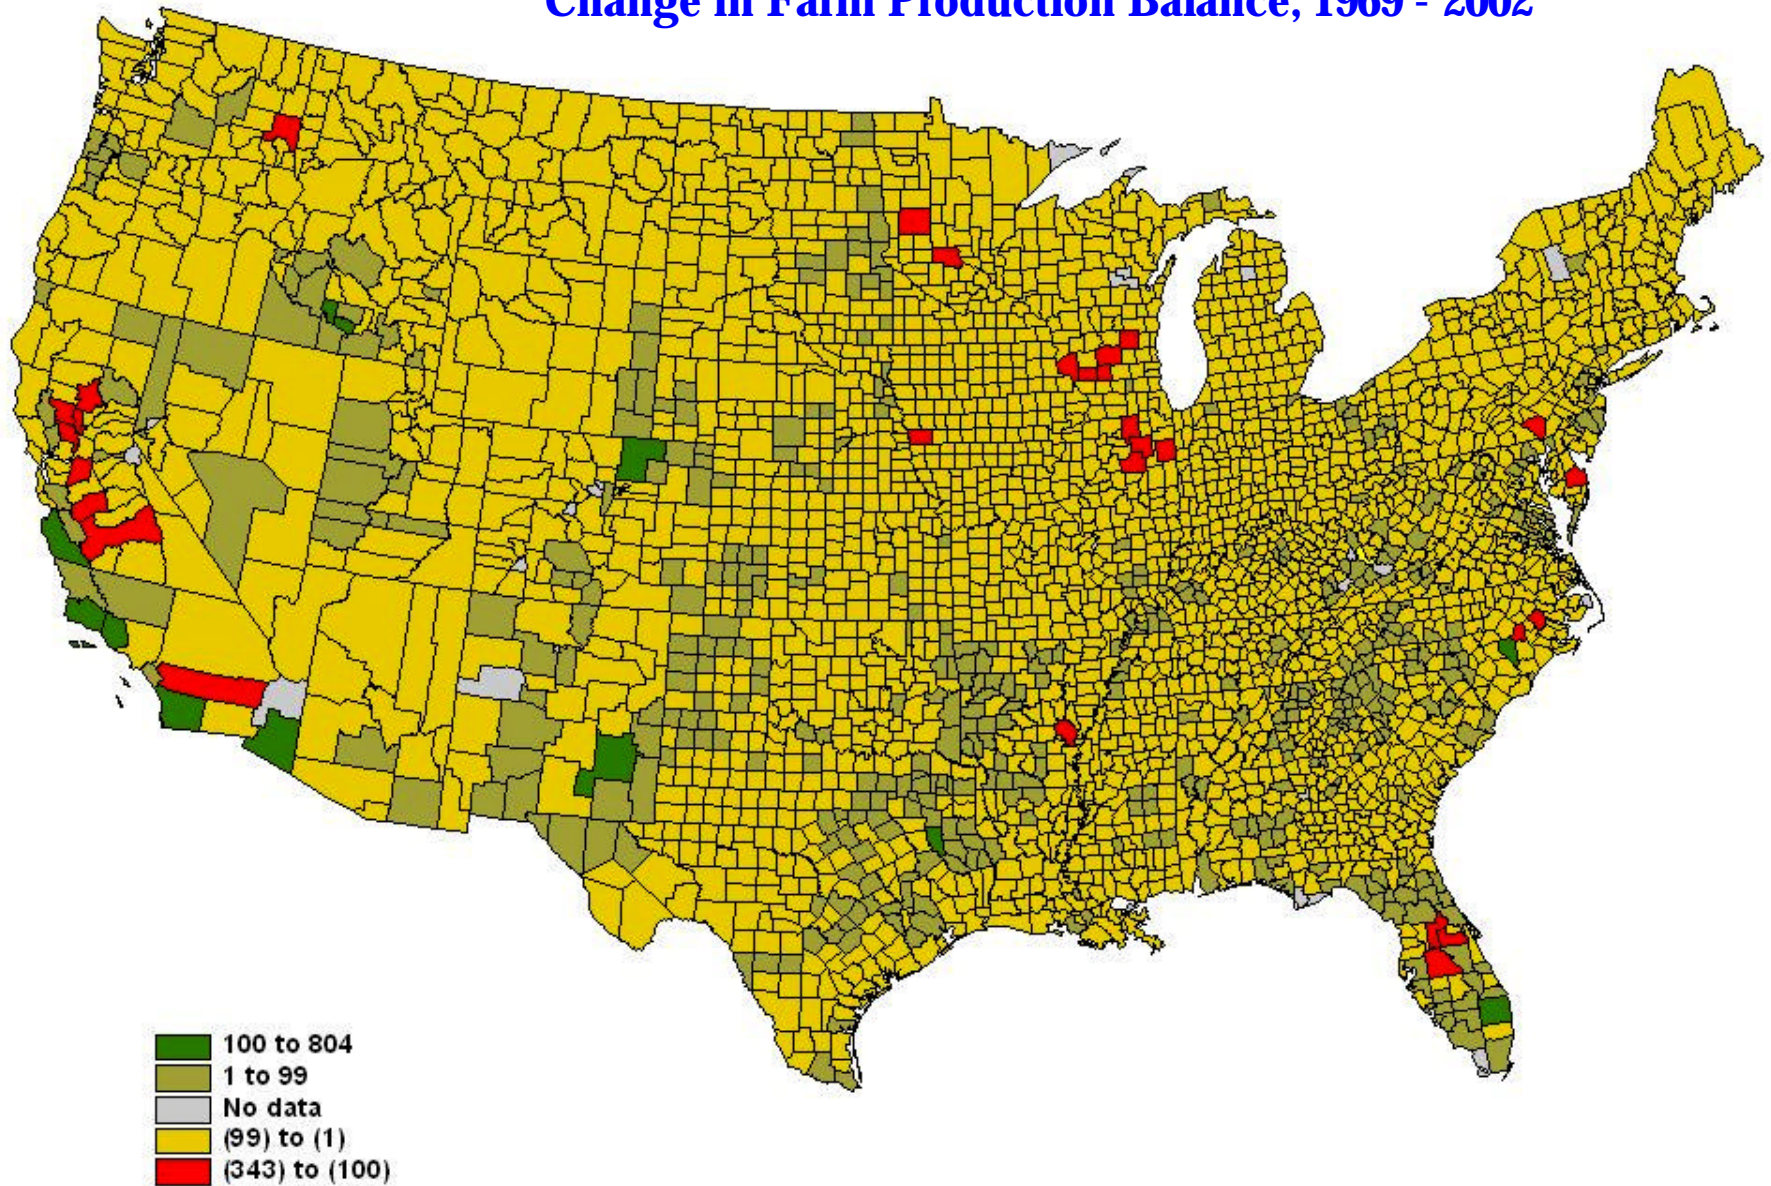 Change in Farm Production Balance, 1969 - 2002
100 to 804
1 to 99
No data
(99) to (1)
(343) to (100)